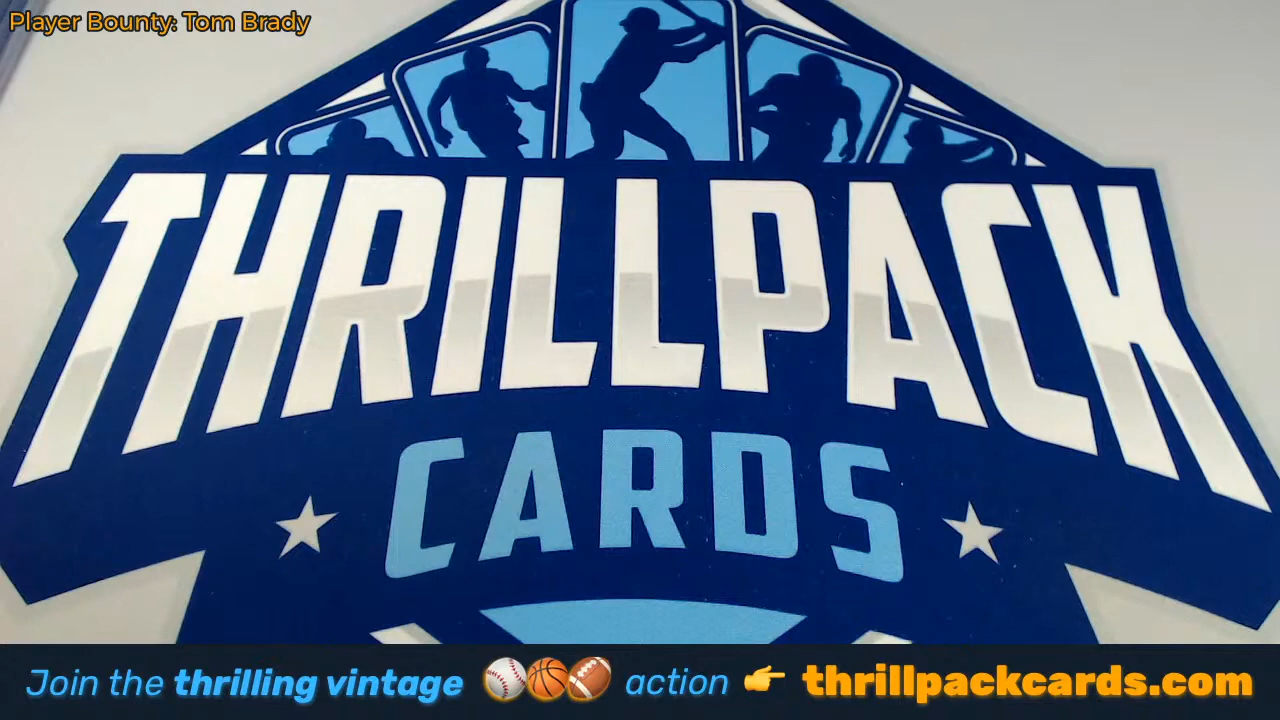 Player Bounty: Tom Brady
THRILLPACK
CARDS
Join the thrilling vintage action thrillpackcards.com